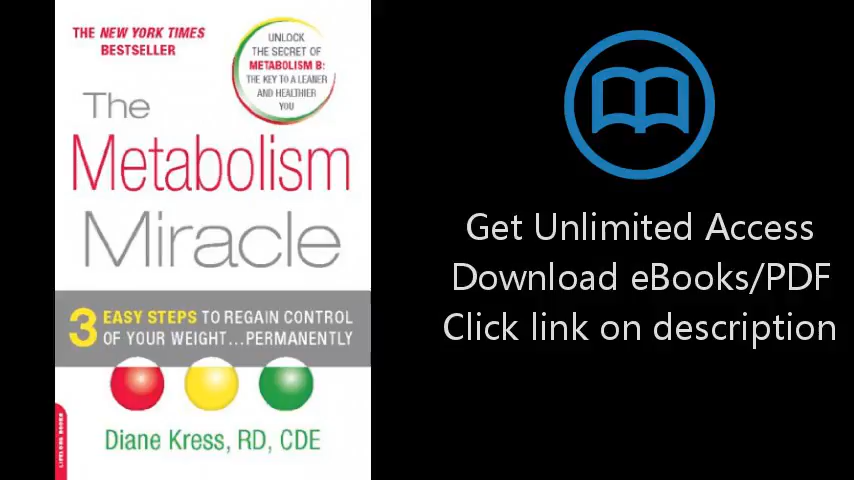 THE NEW YORK TIMES
BESTSELLER
UNLOCK
THE SECRET OF
METABOLISM B:
THE KEY TO A LEANER
AND HEALTHIER
YOU
The
Metabolism
Miracle
3 EASY STEPS TO REGAIN CONTROL
OF YOUR WEIGHT...PERMANENTLY
Diane Kress, RD, CDE
LIFELONG BOOKS
Get Unlimited Access
Download eBooks/PDF
Click link on description